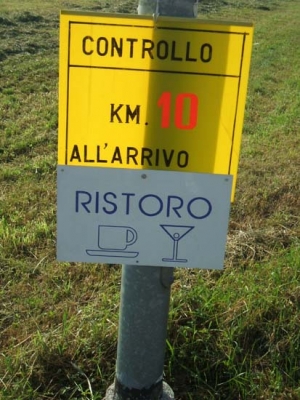 CONTROLLO
KM. 10
ALL'ARRIVO
RISTORO